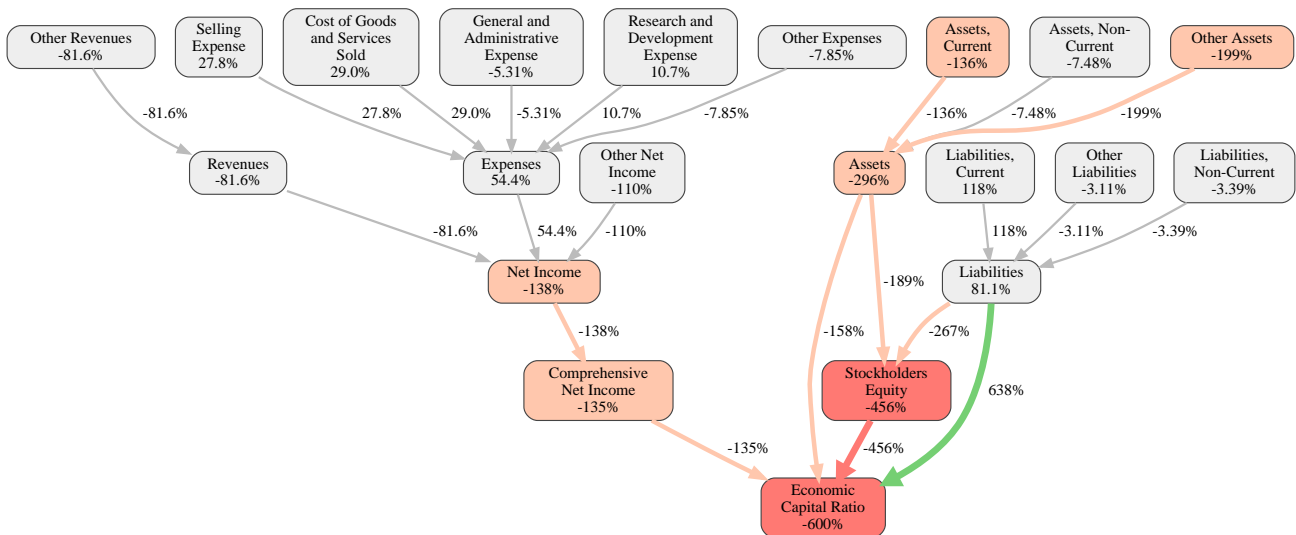 Other Revenues
-81.6%
Selling
Expense
27.8%
Cost of Goods
and Services
Sold
29.0%
General and
Administrative
Expense
-5.31%
Research and
Development
Expense
10.7%
Other Expenses
-7.85%
Assets,
Current
-136%
Assets, Non-
Current
-7.48%
Other Assets
-199%
-81.6%
27.8%
29.0%
-5.31%
10.7%
-7.85%
-136%
-7.48%
-199%
Revenues
-81.6%
Expenses
54.4%
Other Net
Income
-110%
Assets
-296%
Liabilities,
Current
118%
Other
Liabilities
-3.11%
Liabilities,
Non-Current
-3.39%
-81.6%
54.4%
-110%
118%
-3.11%
-3.39%
Net Income
-138%
-189%
Liabilities
81.1%
-138%
-158%
-267%
Comprehensive
Net Income
-135%
Stockholders
Equity
-456%
638%
-135%
-456%
Economic
Capital Ratio
-600%